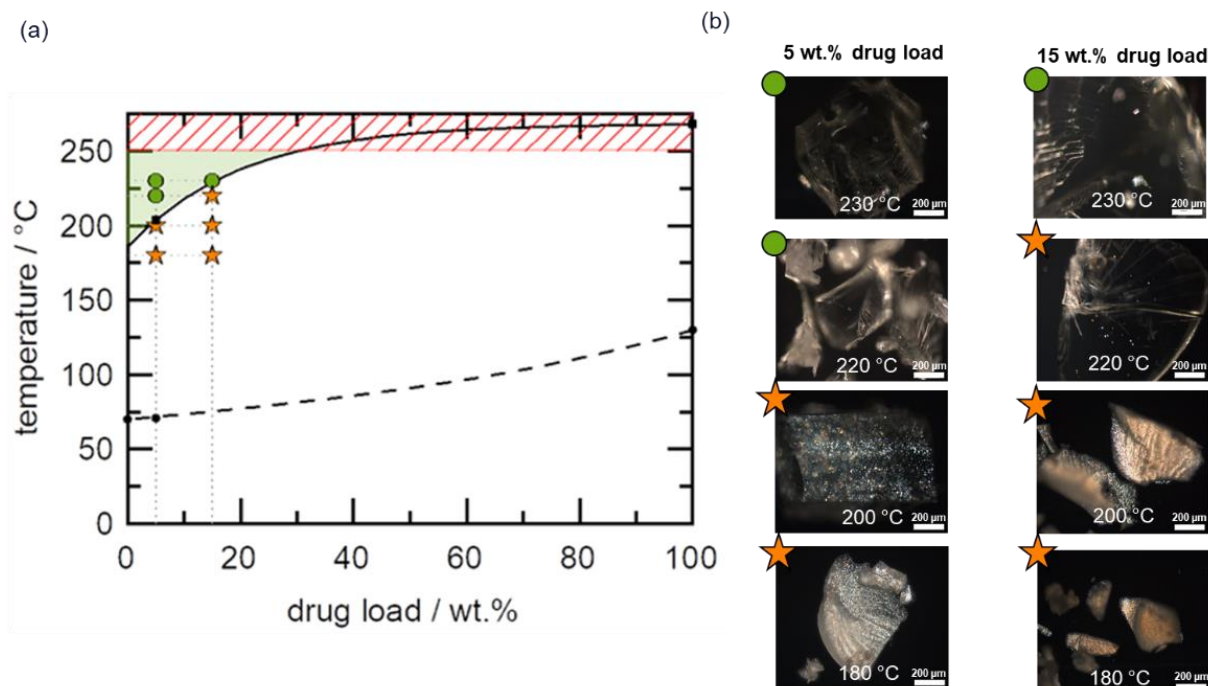 (a)
(b)
5 wt.% drug load
15 wt.% drug load
250
200
150
100
75
50
25
0
temperature / °C
0
20
40
60
80
100
drug load / wt.%
230 °C
200 µm
230 °C
200 µm
220 °C
200 µm
220 °C
200 µm
200 °C
200 µm
200 °C
200 µm
180 °C
200 µm
180 °C
200 µm